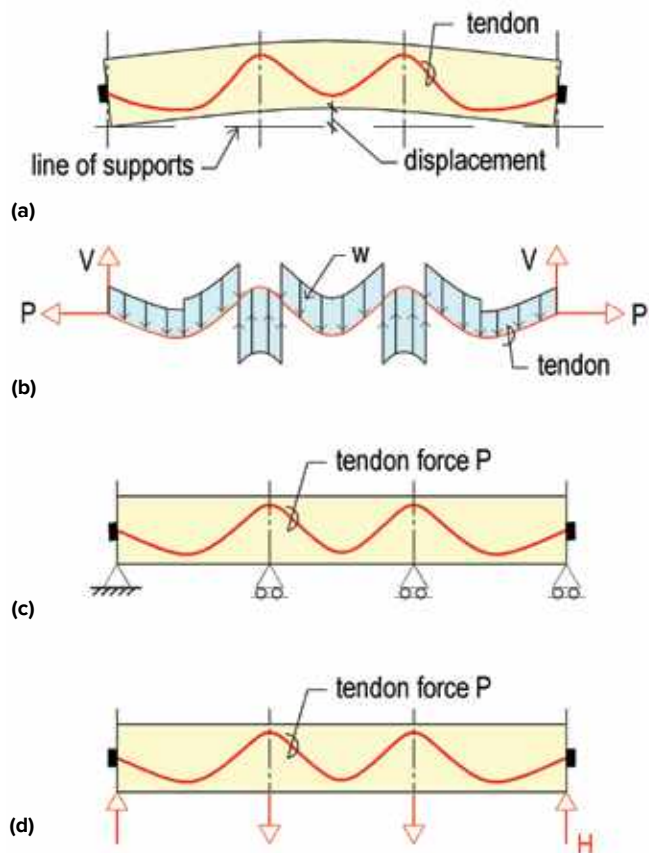 tendon
line of supports
displacement
(a)
V
w
V
P
P
tendon
(b)
tendon force P
(c)
tendon force P
(d)
H